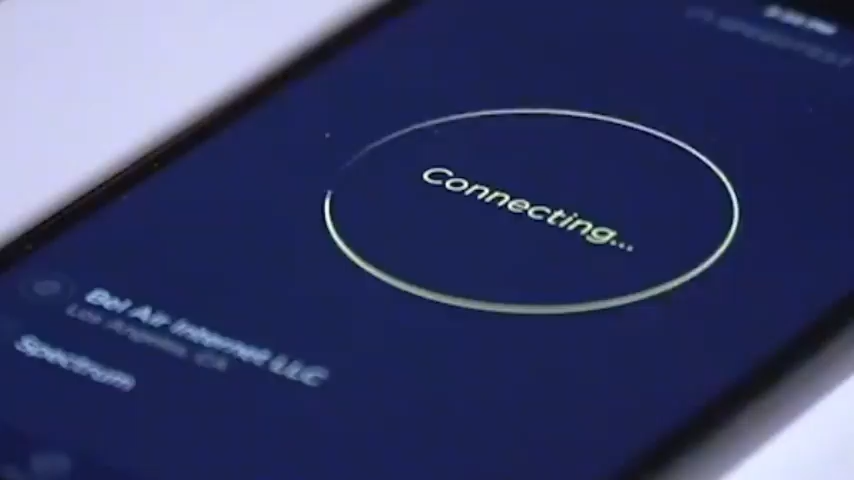 Connecting...
Bel Air Internet LLC
Los Angeles, CA
Spectrum